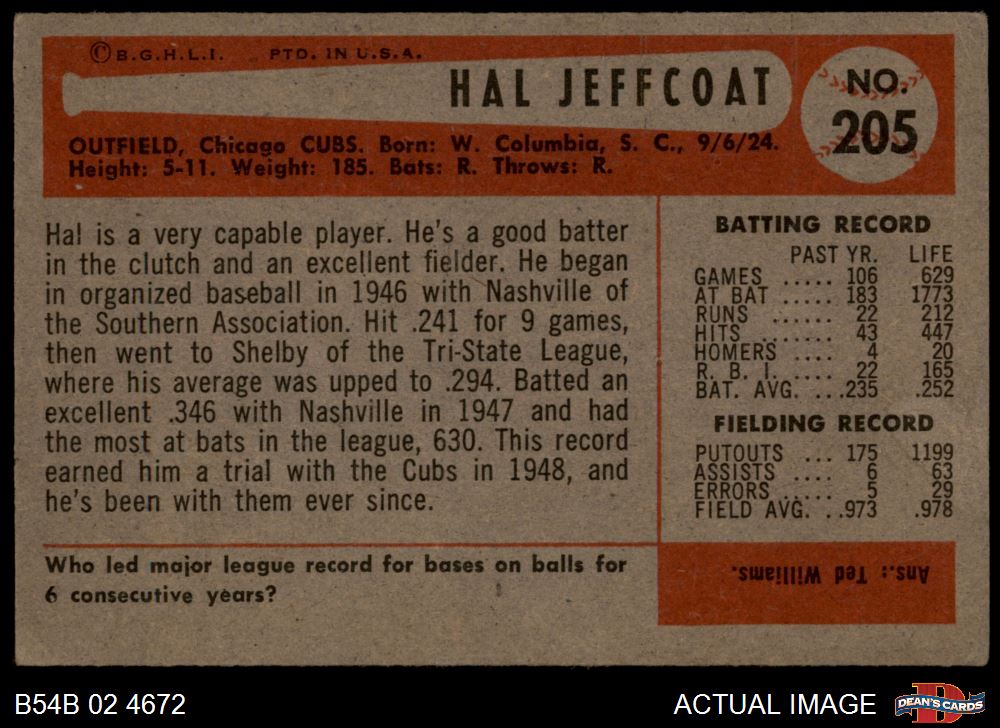 © B.G.H.L.I. PTD. IN U.S.A.
HAL JEFFCOAT
NO.
205
OUTFIELD, Chicago CUBS. Born: W. Columbia, S. C., 9/6/24.
Height: 5-11. Weight: 185. Bats: R. Throws: R.
Hal is a very capable player. He's a good batter
in the clutch and an excellent fielder. He began
in organized baseball in 1946 with Nashville of
the Southern Association. Hit .241 for 9 games,
then went to Shelby of the Tri-State League,
where his average was upped to .294. Batted an
excellent .346 with Nashville in 1947 and had
the most at bats in the league, 630. This record
earned him a trial with the Cubs in 1948, and
he's been with them ever since.
BATTING RECORD
PAST YR. LIFE
GAMES ..... 106 629
AT BAT ..... 183 1773
RUNS ...... 22 212
HITS ...... 43 447
HOMERS .... 4 20
R. B. I. .... 22 165
BAT. AVG. ...235 .252
FIELDING RECORD
PUTOUTS ... 175 1199
ASSISTS .... 6 63
ERRORS ..... 5 29
FIELD AVG. ..973 .978
Who led major league record for bases on balls for
6 consecutive years?
Ans.: Ted Williams.
B54B 02 4672
ACTUAL IMAGE
DEAN'S CARDS